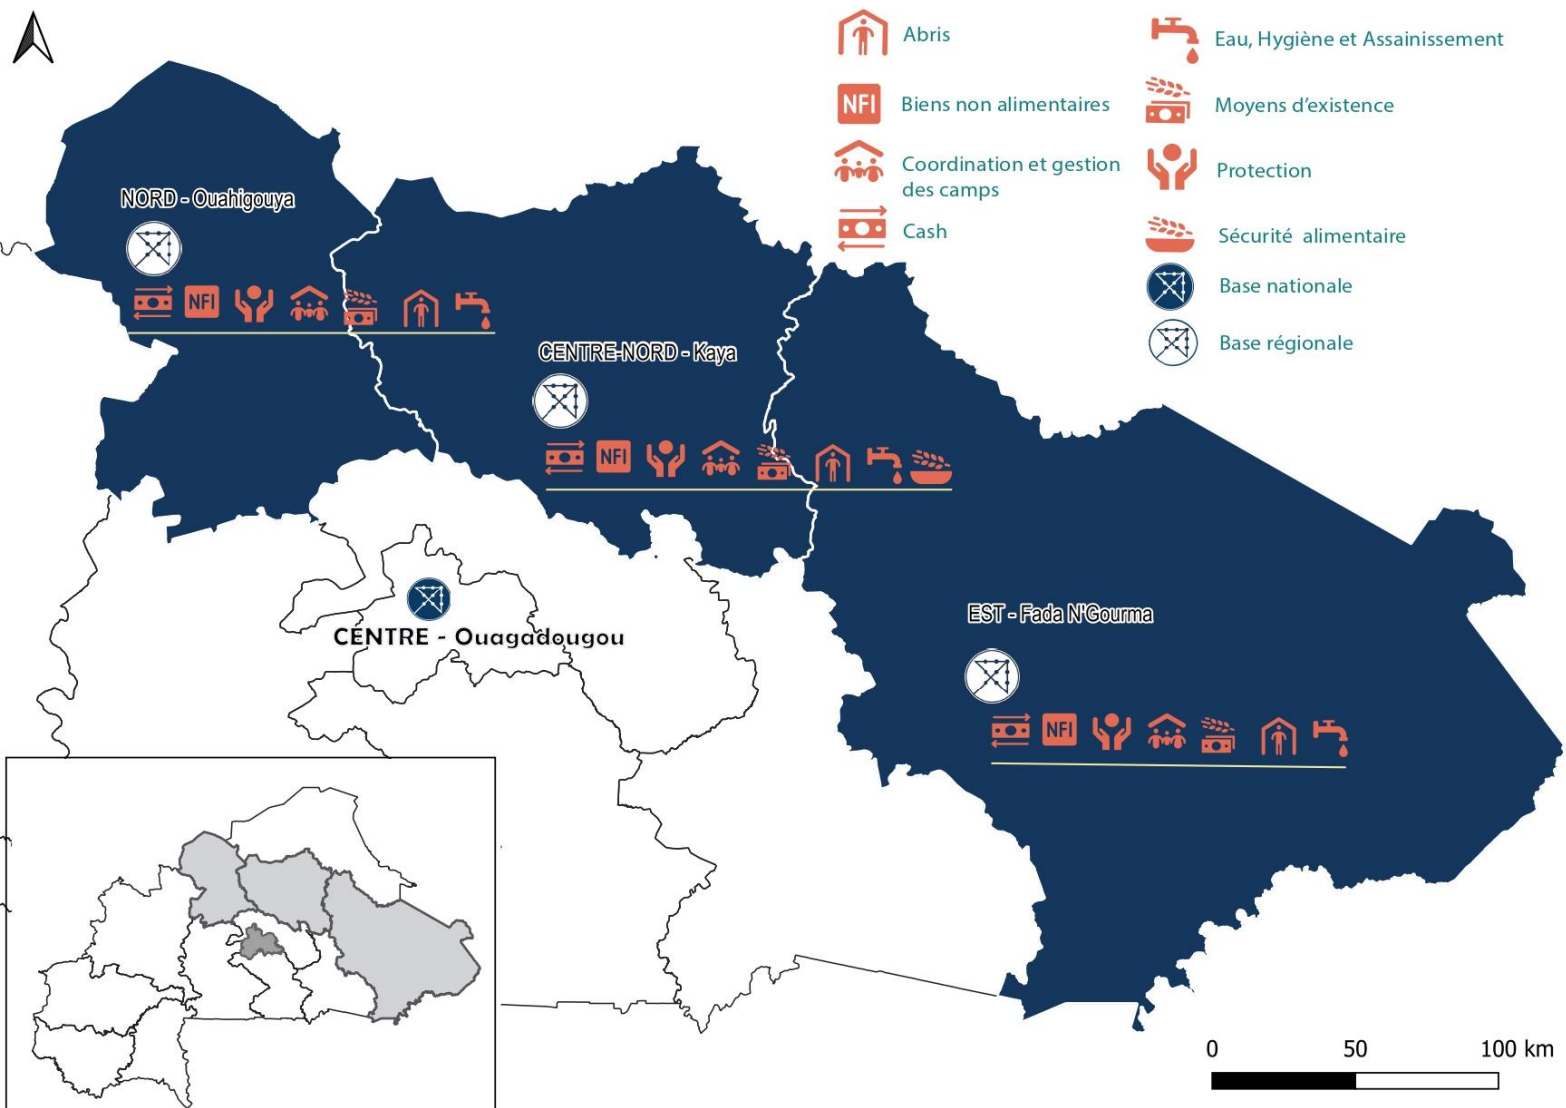 Abris
Eau, Hygiène et Assainissement
NFI
Biens non alimentaires
Moyens d'existence
Coordination et gestion
des camps
Protection
Cash
Sécurité alimentaire
Base nationale
Base régionale
NORD - Ouahigouya
NFI
CENTRE-NORD - Kaya
NFI
CENTRE - Ouagadougou
EST - Fada N'Gourma
NFI
0 50 100 km